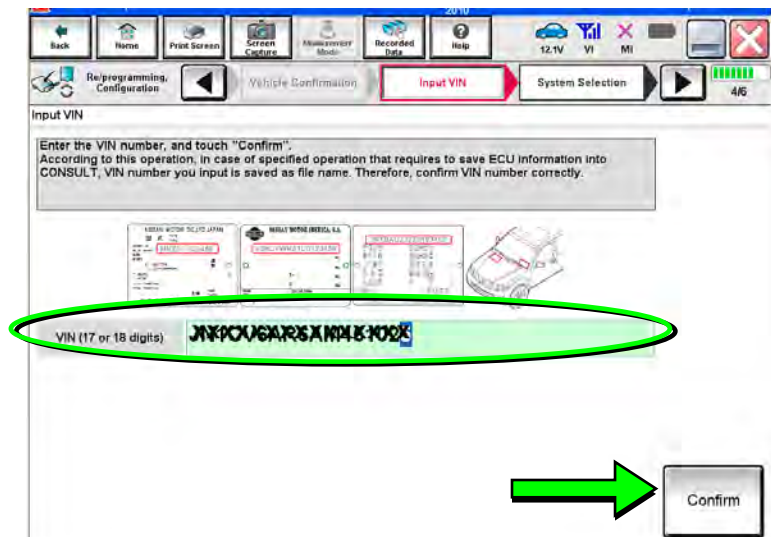 2010
Back
Home
Print Screen
Screen Capture
Measurement Mode
Recorded Data
Help
12.1V
VI
MI
Re/programming, Configuration
Vehicle Confirmation
Input VIN
System Selection
4/6
Input VIN
Enter the VIN number, and touch "Confirm".
According to this operation, in case of specified operation that requires to save ECU information into
CONSULT, VIN number you input is saved as file name. Therefore, confirm VIN number correctly.
VIN (17 or 18 digits)
Confirm